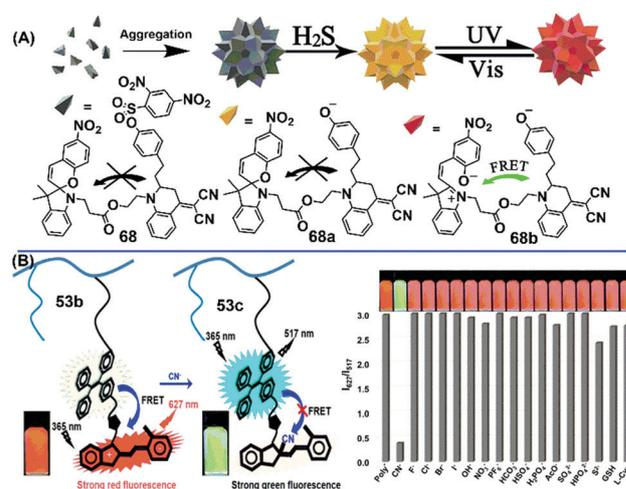 (A)
Aggregation
H₂S
UV
Vis
=
O₂N
NO₂
O
S
O
O
NO₂
=
O⁻
NO₂
=
NO₂
O⁻
O⁻
FRET
N
O
O
O
N
CN
CN
N
O
O
O
N
CN
CN
N
+
O
O
N
CN
CN
68
68a
68b
(B)
53b
53c
365 nm
517 nm
CN⁻
FRET
FRET
CN
365 nm
627 nm
365 nm
Strong red fluorescence
Strong green fluorescence
I₆₂₇/I₅₁₇
3.0
2.5
2.0
1.5
1.0
0.5
0.0
CN⁻
F⁻
Cl⁻
Br⁻
I⁻
OH⁻
NO₃⁻
PF₆⁻
HCO₃⁻
HSO₄⁻
H₂PO₄⁻
AcO⁻
SO₄²⁻
HPO₄²⁻
S²⁻
GSH